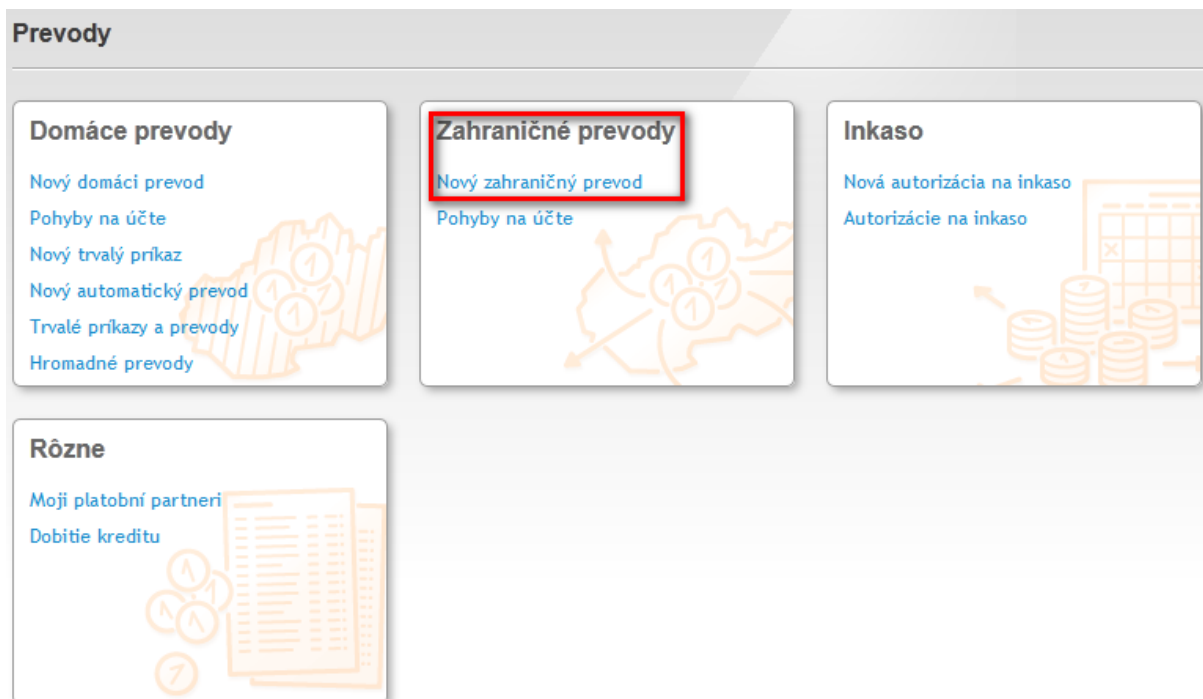 Prevody
Domáce prevody
Nový domáci prevod
Pohyby na účte
Nový trvalý príkaz
Nový automatický prevod
Trvalé príkazy a prevody
Hromadné prevody
Zahraničné prevody
Nový zahraničný prevod
Pohyby na účte
Inkaso
Nová autorizácia na inkaso
Autorizácie na inkaso
Rôzne
Moji platobní partneri
Dobitie kreditu